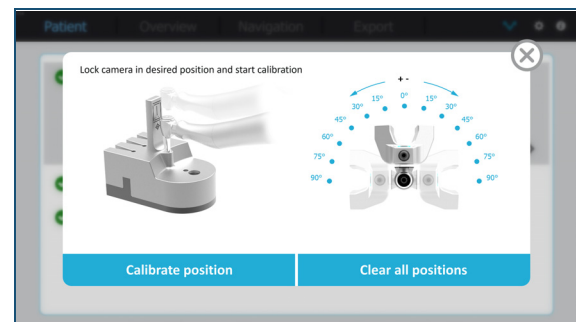 Patient Overview Navigation Export
Lock camera in desired position and start calibration
+ -
30° 15° 0° 15° 30°
45° 45°
60° 60°
75° 75°
90° 90°
Calibrate position Clear all positions